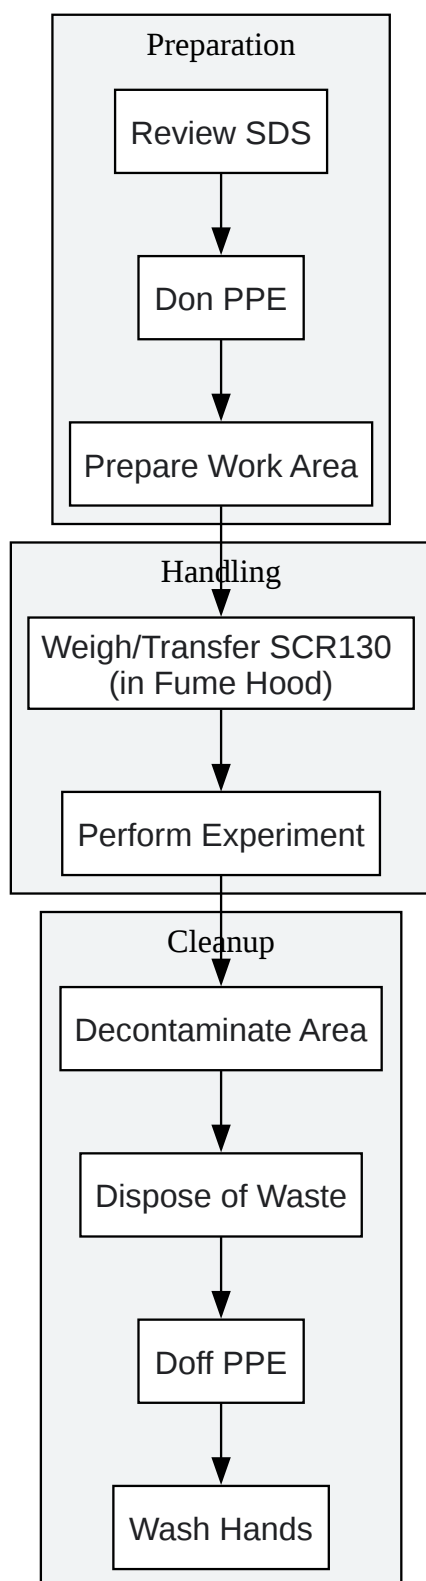 Preparation
Review SDS
Don PPE
Prepare Work Area
Handling
Weigh/Transfer SCR130
(in Fume Hood)
Perform Experiment
Cleanup
Decontaminate Area
Dispose of Waste
Doff PPE
Wash Hands